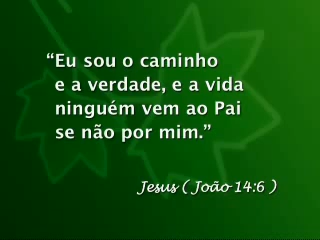 “Eu sou o caminho
e a verdade, e a vida
ninguém vem ao Pai
se não por mim.”
Jesus ( João 14:6 )